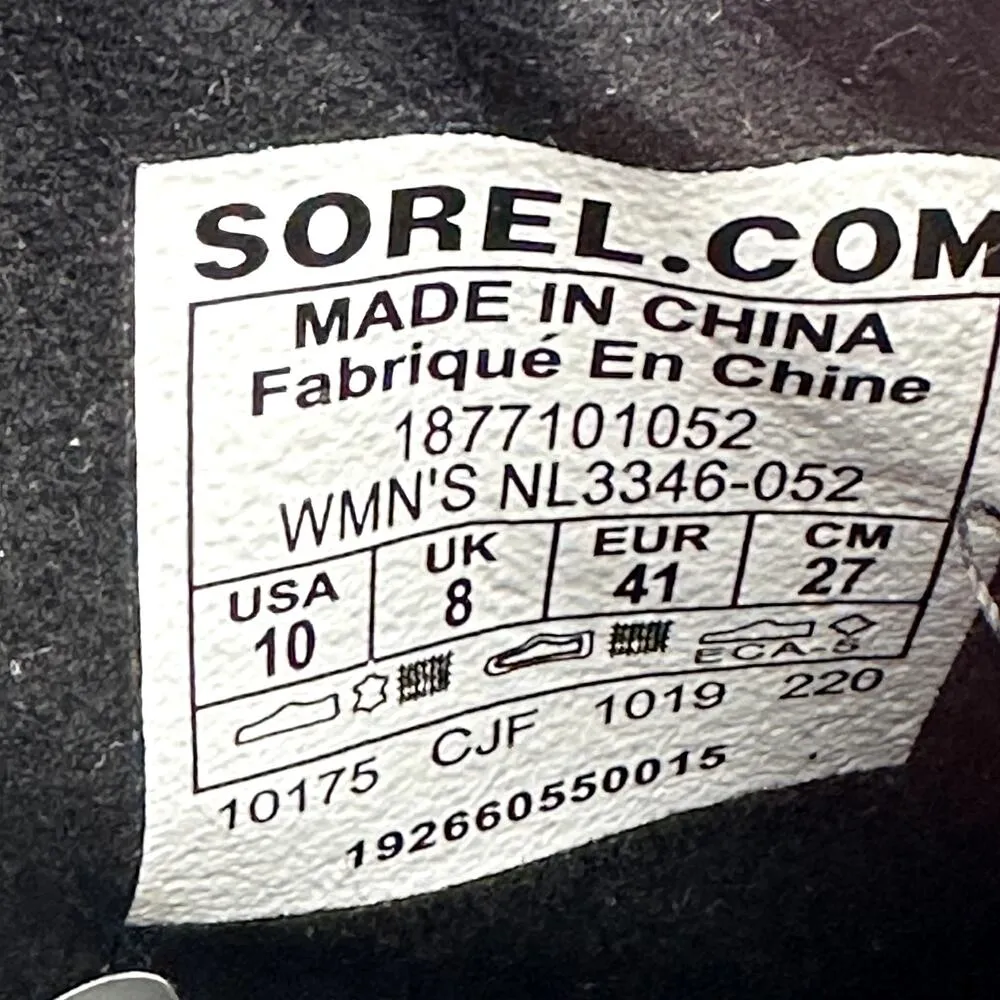 SOREL.COM
MADE IN CHINA
Fabriqué En Chine
1877101052
WMN'S NL3346-052
USA UK EUR CM
10 8 41 27
ECA-5
10175 CJF 1019 220
192660550015